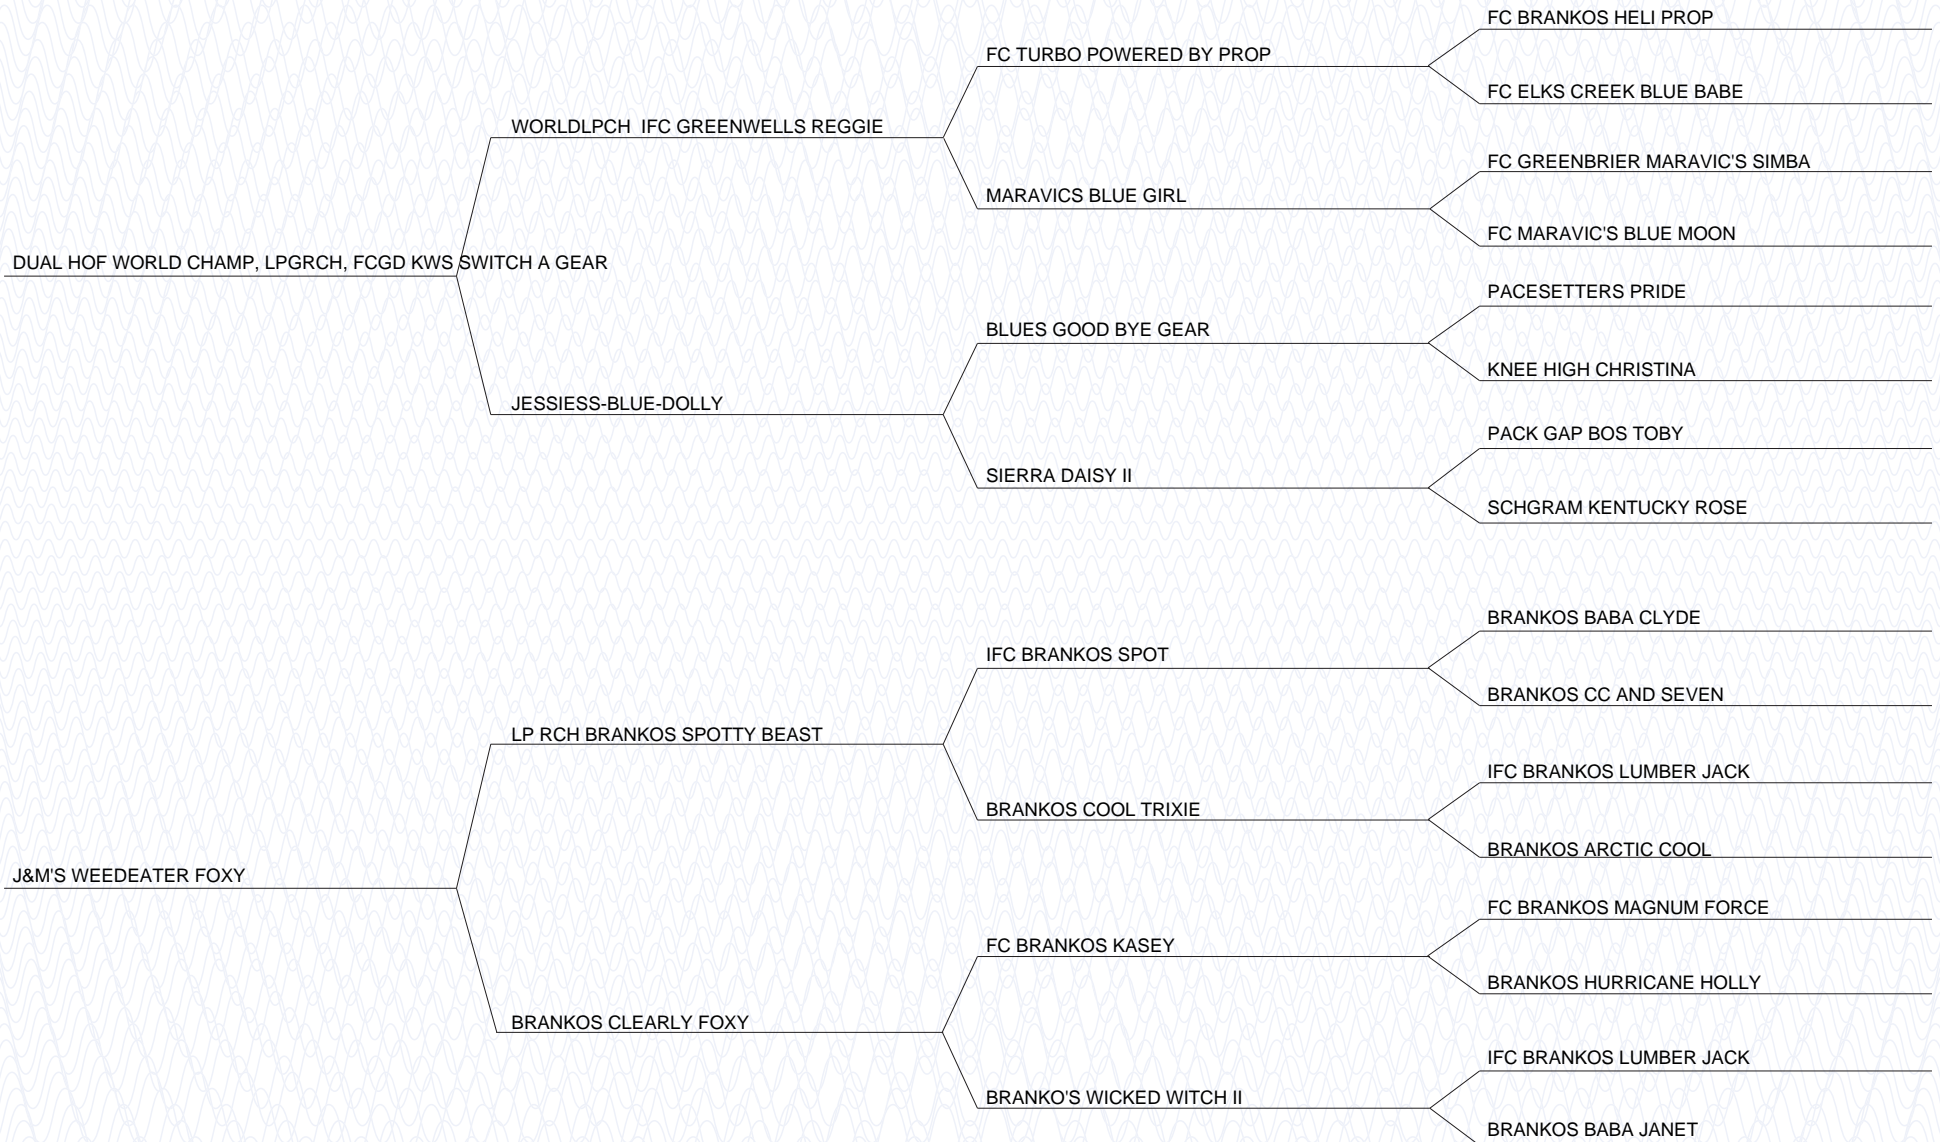 FC BRANKOS HELI PROP
FC TURBO POWERED BY PROP
FC ELKS CREEK BLUE BABE
WORLDLPCH  IFC GREENWELLS REGGIE
FC GREENBRIER MARAVIC'S SIMBA
MARAVICS BLUE GIRL
FC MARAVIC'S BLUE MOON
DUAL HOF WORLD CHAMP, LPGRCH, FCGD KWS SWITCH A GEAR
PACESETTERS PRIDE
BLUES GOOD BYE GEAR
KNEE HIGH CHRISTINA
JESSIESS-BLUE-DOLLY
PACK GAP BOS TOBY
SIERRA DAISY II
SCHGRAM KENTUCKY ROSE
BRANKOS BABA CLYDE
IFC BRANKOS SPOT
BRANKOS CC AND SEVEN
LP RCH BRANKOS SPOTTY BEAST
IFC BRANKOS LUMBER JACK
BRANKOS COOL TRIXIE
BRANKOS ARCTIC COOL
J&M'S WEEDEATER FOXY
FC BRANKOS MAGNUM FORCE
FC BRANKOS KASEY
BRANKOS HURRICANE HOLLY
BRANKOS CLEARLY FOXY
IFC BRANKOS LUMBER JACK
BRANKO'S WICKED WITCH II
BRANKOS BABA JANET